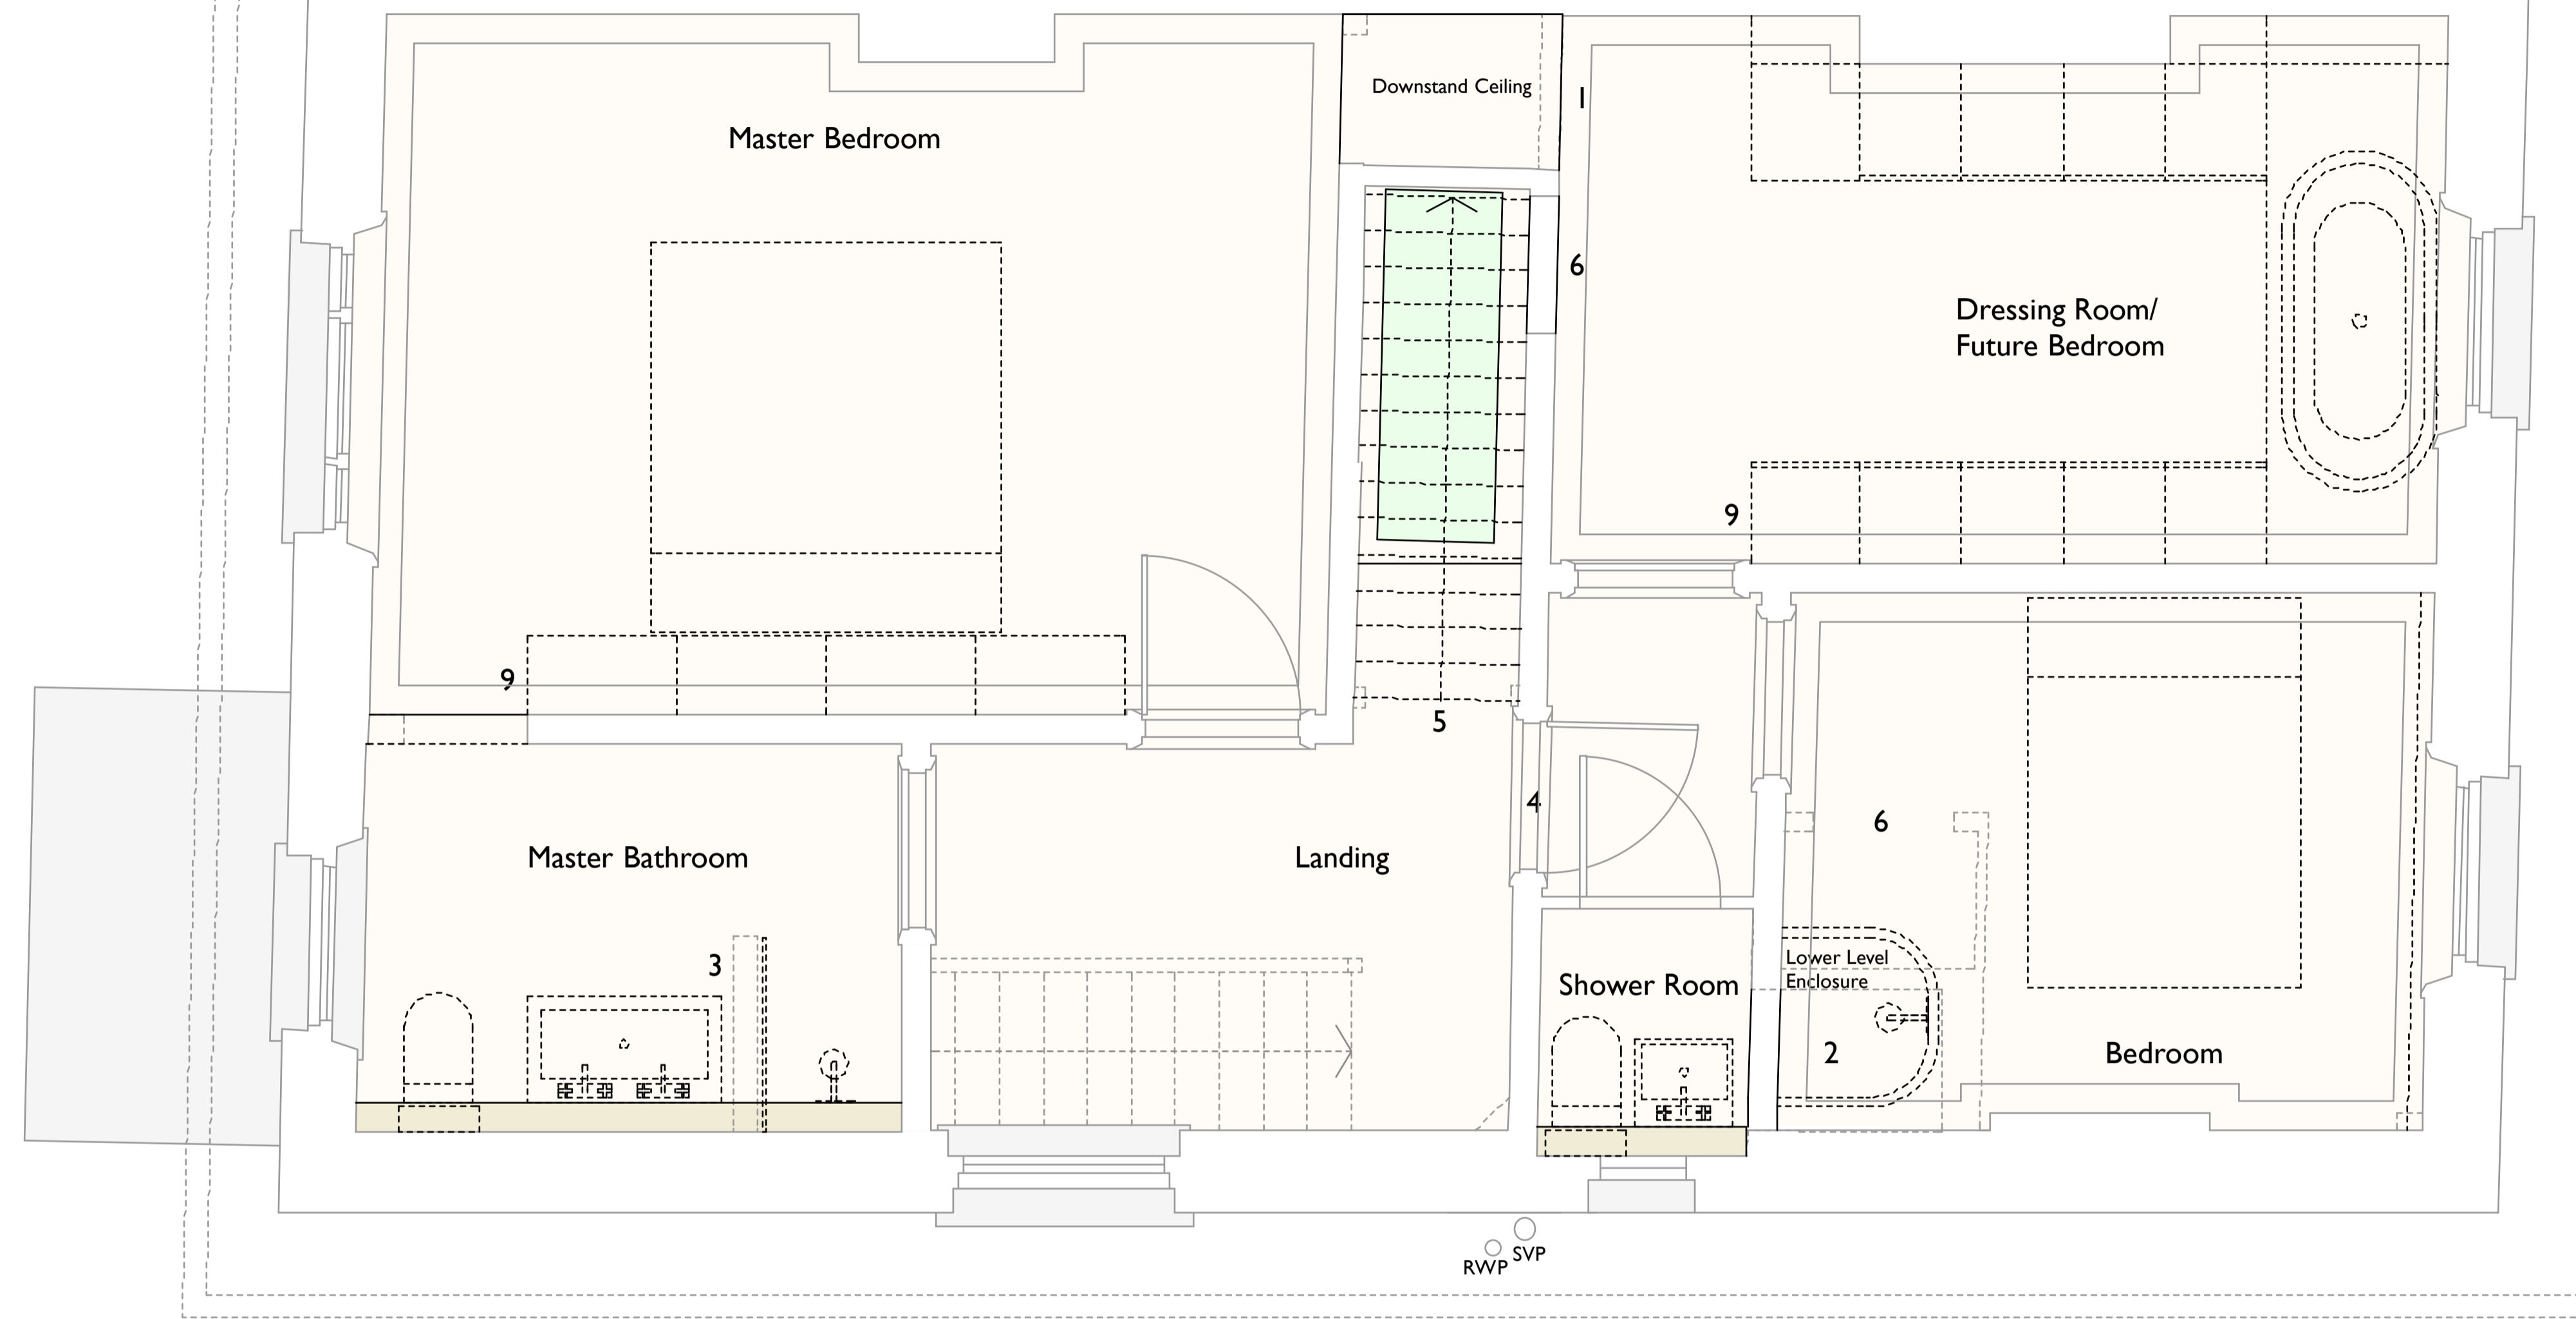 Downstand Ceiling
1
Master Bedroom
6
Dressing Room/
Future Bedroom
9
9
5
4
6
Master Bathroom
Landing
3
Lower Level
Enclosure
Shower Room
2
Bedroom
SVP
RWP